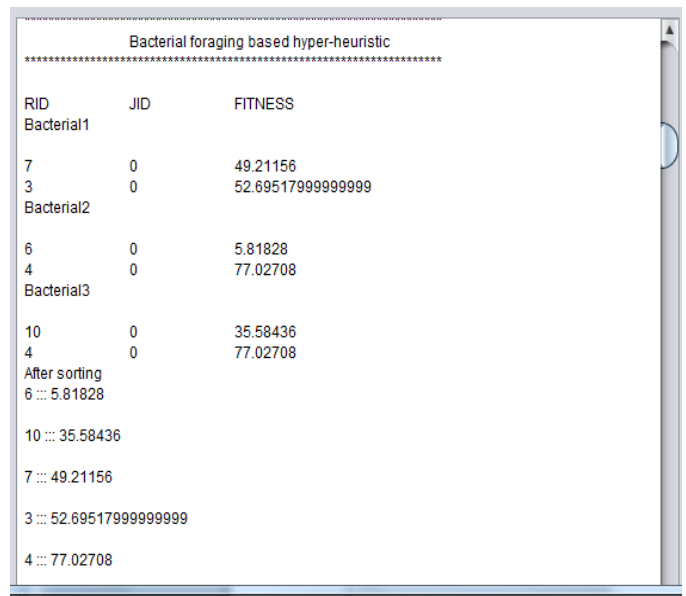 Bacterial foraging based hyper-heuristic
**********************************************************************
RID JID FITNESS
Bacterial1
7 0 49.21156
3 0 52.69517999999999
Bacterial2
6 0 5.81828
4 0 77.02708
Bacterial3
10 0 35.58436
4 0 77.02708
After sorting
6 ::: 5.81828
10 ::: 35.58436
7 ::: 49.21156
3 ::: 52.69517999999999
4 ::: 77.02708